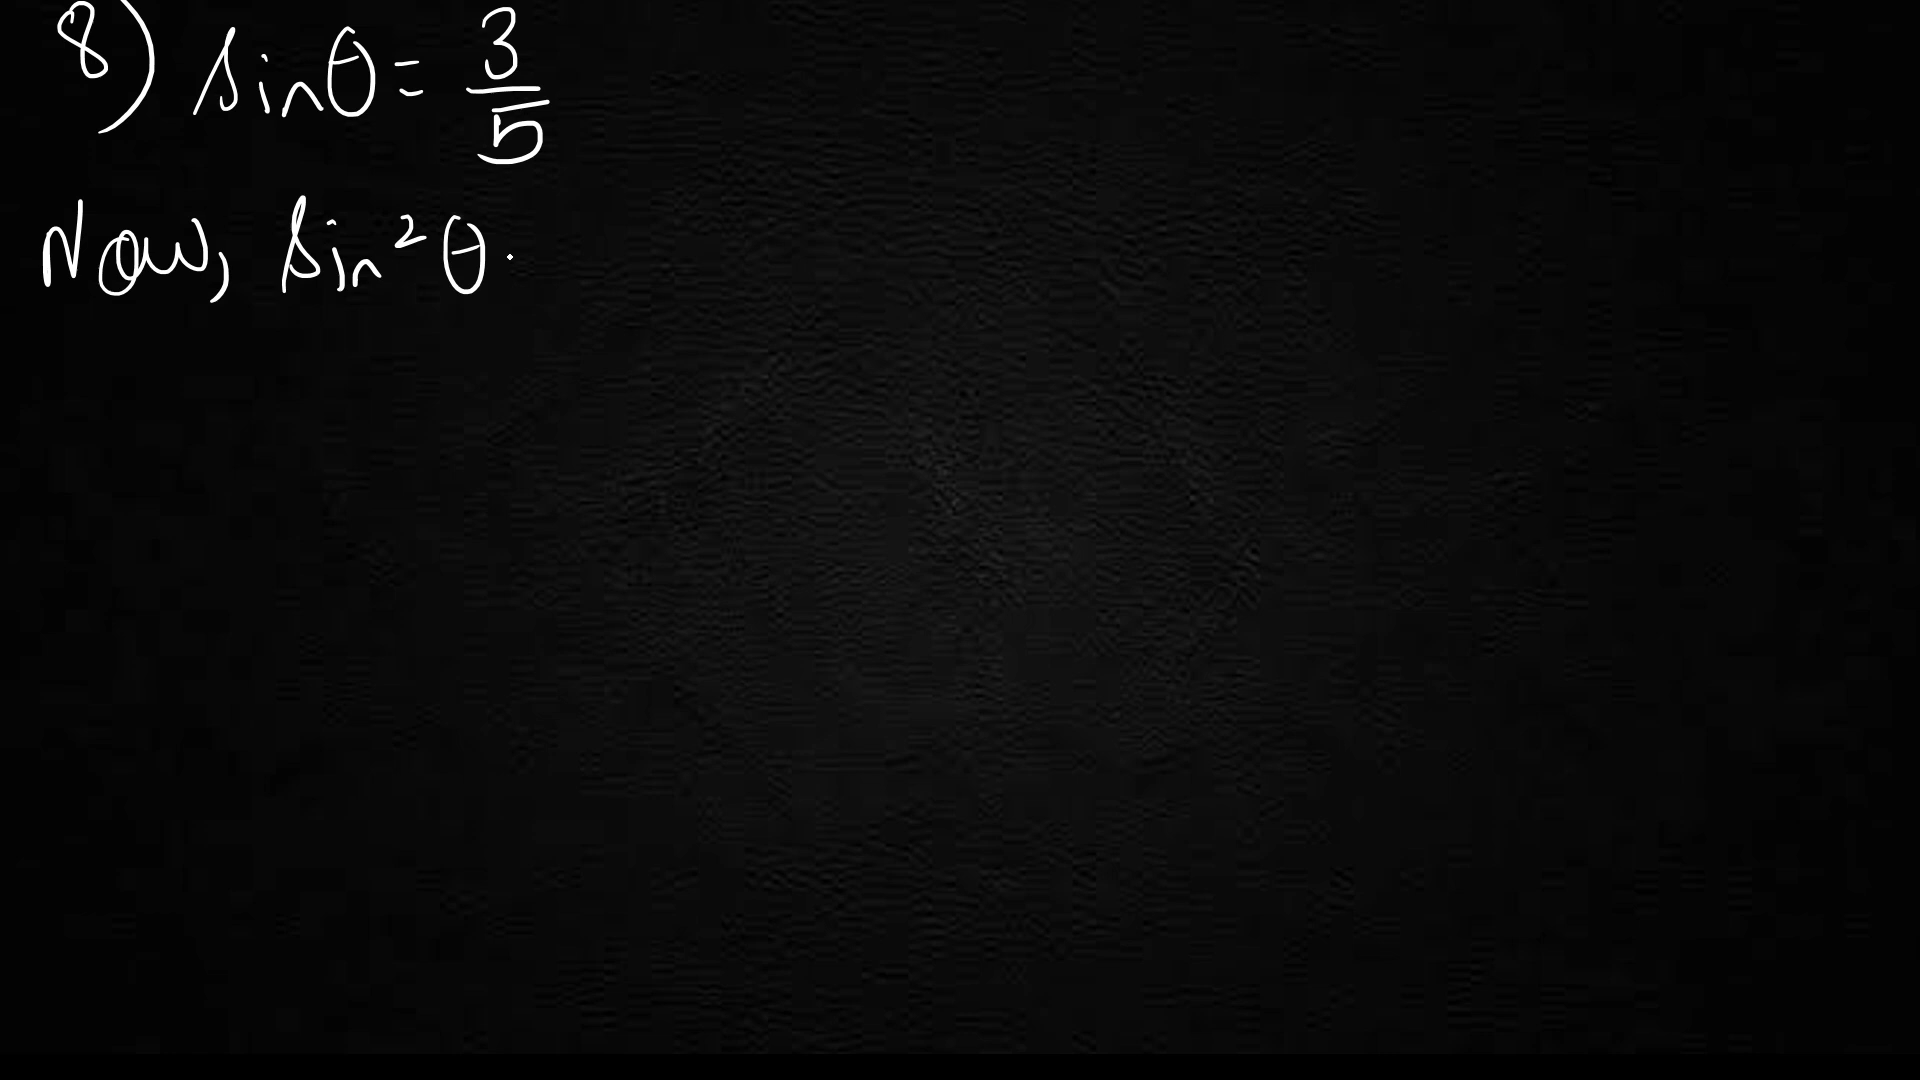 8) sinθ = 3/5
Now, sin²θ.